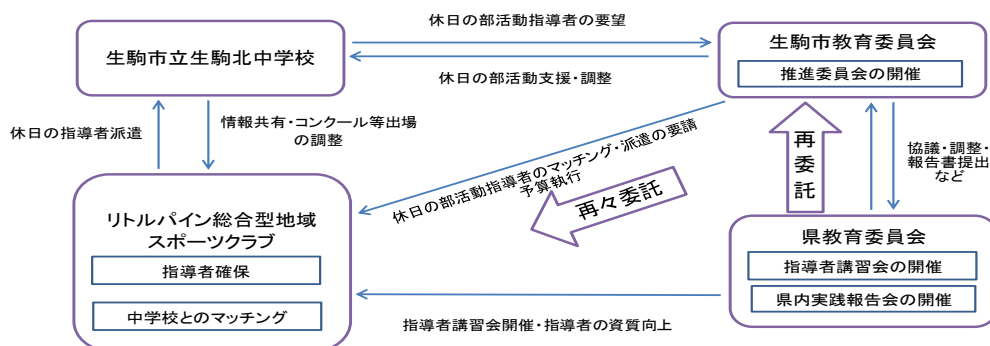 休日の部活動指導者の要望
生駒市立生駒北中学校
生駒市教育委員会
推進委員会の開催
休日の部活動支援・調整
休日の指導者派遣
情報共有・コンクール等出場
の調整
休日の部活動指導者のマッチング・派遣の要請
予算執行
再々委託
再委託
協議・調整・
報告書提出
など
リトルパイン総合型地域
スポーツクラブ
指導者確保
中学校とのマッチング
県教育委員会
指導者講習会の開催
県内実践報告会の開催
指導者講習会開催・指導者の資質向上